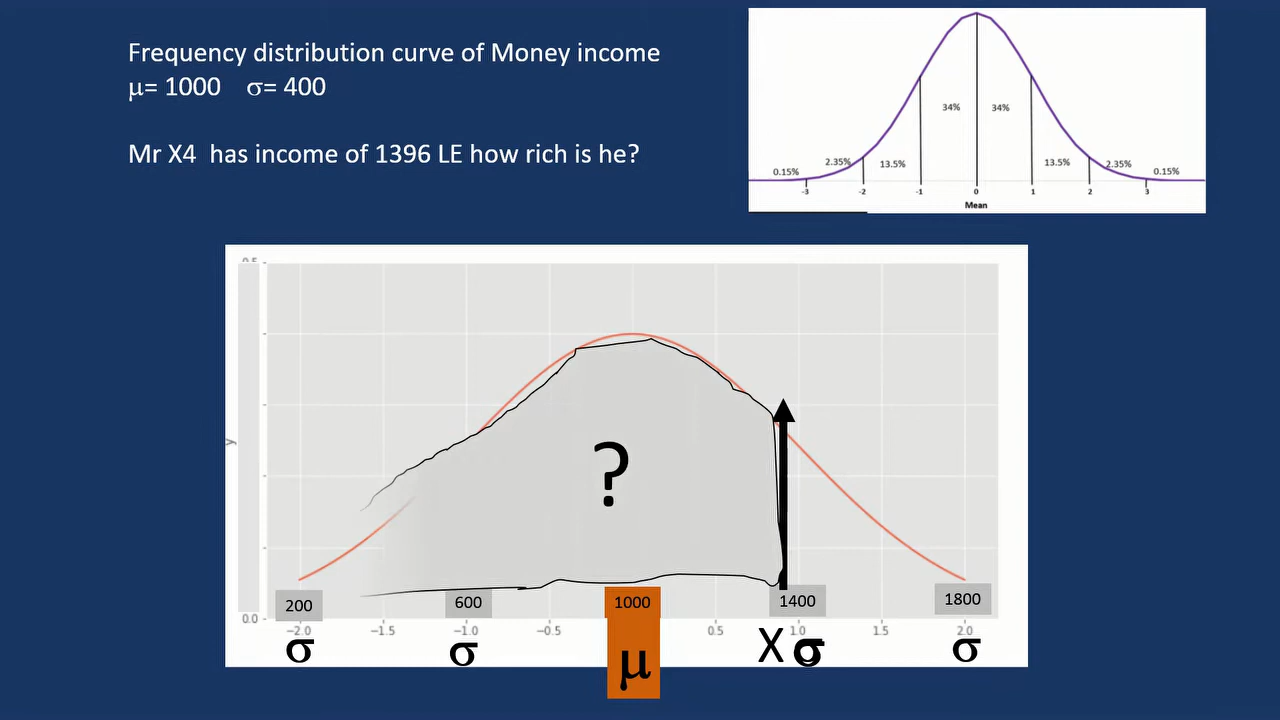 Frequency distribution curve of Money income
μ= 1000 σ= 400
Mr X4 has income of 1396 LE how rich is he?
34% 34%
2.35% 13.5% 13.5% 2.35%
0.15% 0.15%
-3 -2 -1 0 1 2 3
Mean
0.5
y
?
200 600 1000 1400 1800
0.0
−2.0 −1.5 −1.0 −0.5 0.5 1.0 1.5 2.0
σ σ μ X σ σ